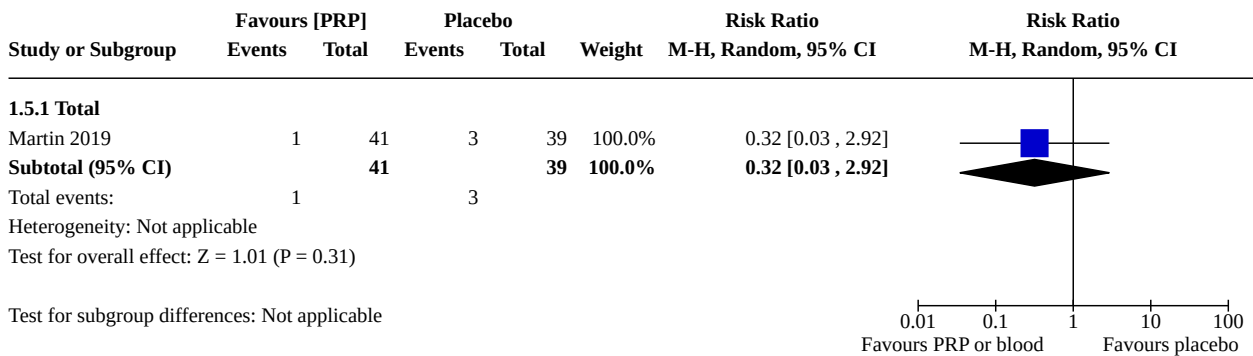 Favours [PRP] Placebo Risk Ratio Risk Ratio
Study or Subgroup Events Total Events Total Weight M-H, Random, 95% CI M-H, Random, 95% CI
1.5.1 Total
Martin 2019 1 41 3 39 100.0% 0.32 [0.03 , 2.92]
Subtotal (95% CI) 41 39 100.0% 0.32 [0.03 , 2.92]
Total events: 1 3
Heterogeneity: Not applicable
Test for overall effect: Z = 1.01 (P = 0.31)
Test for subgroup differences: Not applicable
0.01 0.1 1 10 100
Favours PRP or blood Favours placebo